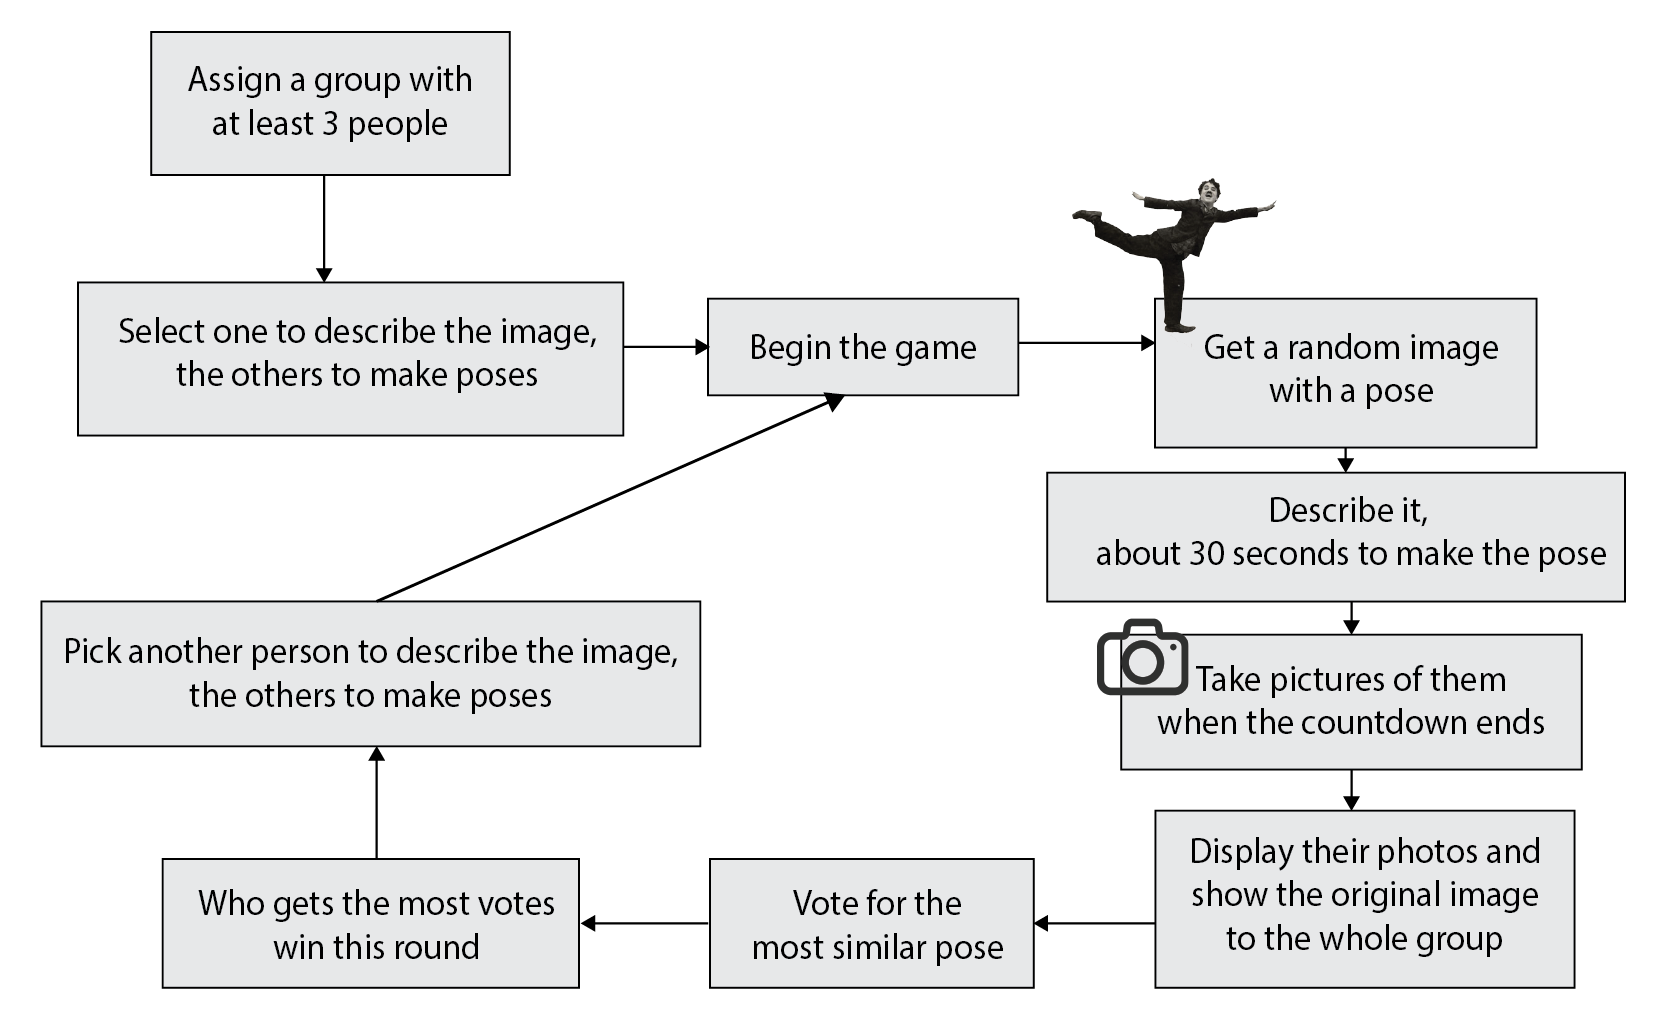 Assign a group with
at least 3 people
Select one to describe the image,
the others to make poses
Begin the game
Get a random image
with a pose
Describe it,
about 30 seconds to make the pose
Take pictures of them
when the countdown ends
Display their photos and
show the original image
to the whole group
Vote for the
most similar pose
Who gets the most votes
win this round
Pick another person to describe the image,
the others to make poses